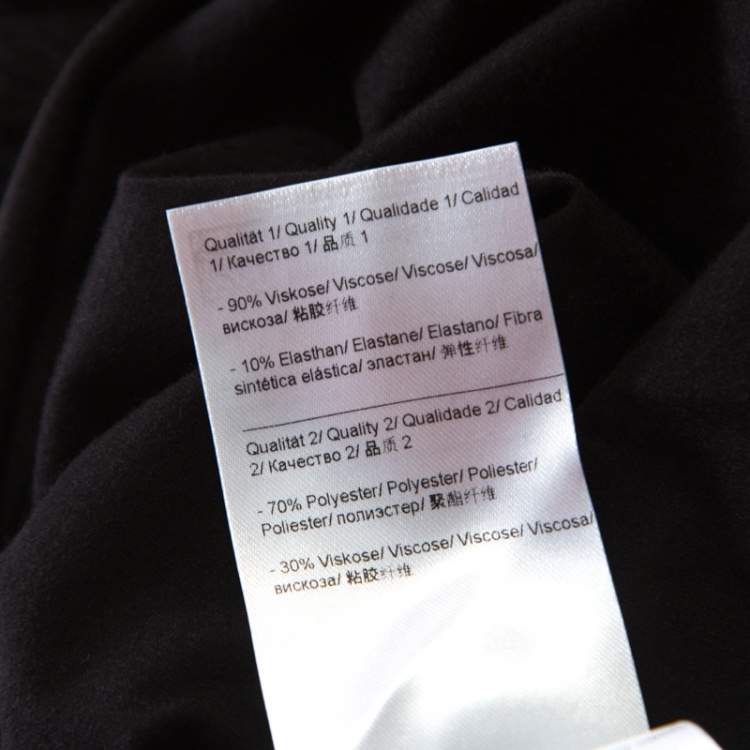 Qualität 1/ Quality 1/ Qualidade 1/ Calidad
1/ Качество 1/ 品质 1
- 90% Viskose/ Viscose/ Viscose/ Viscosa/
вискоза/ 粘胶纤维
- 10% Elasthan/ Elastane/ Elastano/ Fibra
sintética elástica/ эластан/ 弹性纤维
Qualität 2/ Quality 2/ Qualidade 2/ Calidad
2/ Качество 2/ 品质 2
- 70% Polyester/ Polyester/ Poliester/
Poliester/ полиэстер/ 聚酯纤维
- 30% Viskose/ Viscose/ Viscose/ Viscosa/
вискоза/ 粘胶纤维